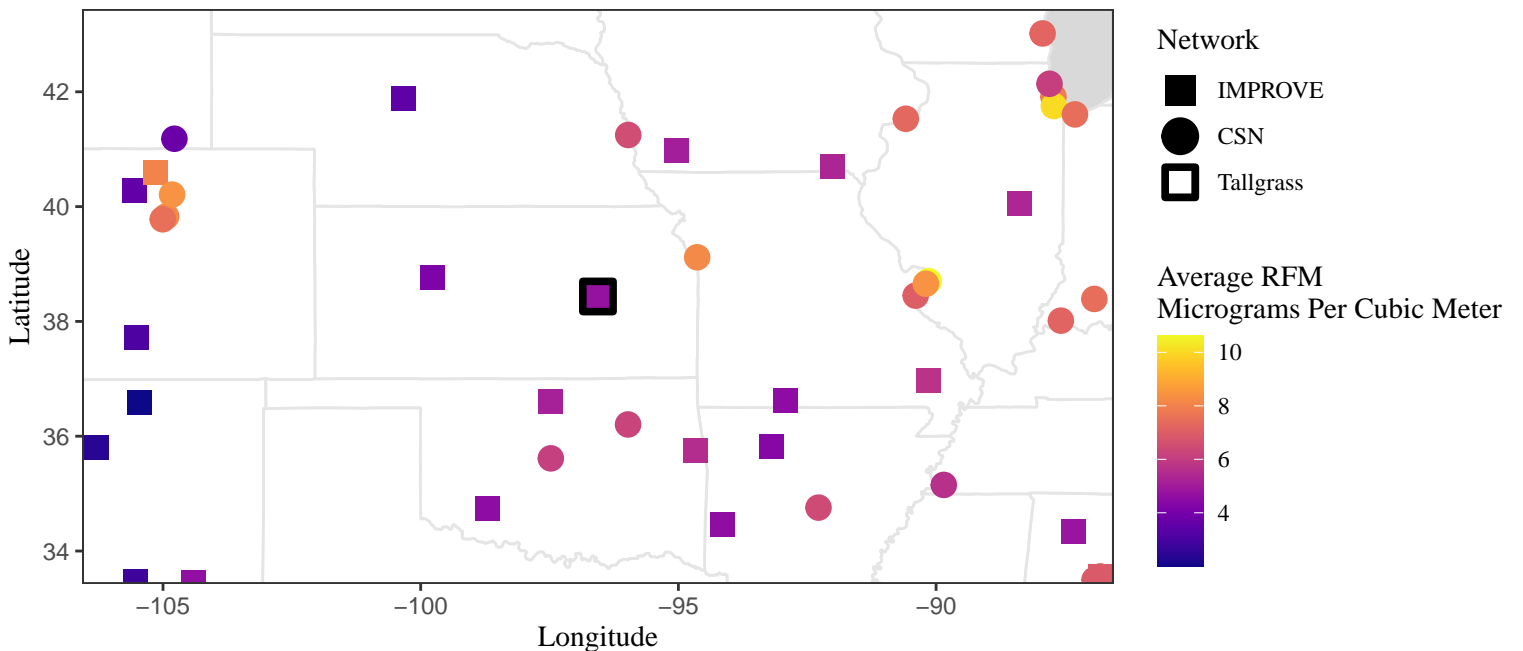 42
40
38
36
34
Latitude
−105
−100
−95
−90
Longitude
Network
IMPROVE
CSN
Tallgrass
Average RFM
Micrograms Per Cubic Meter
10
8
6
4